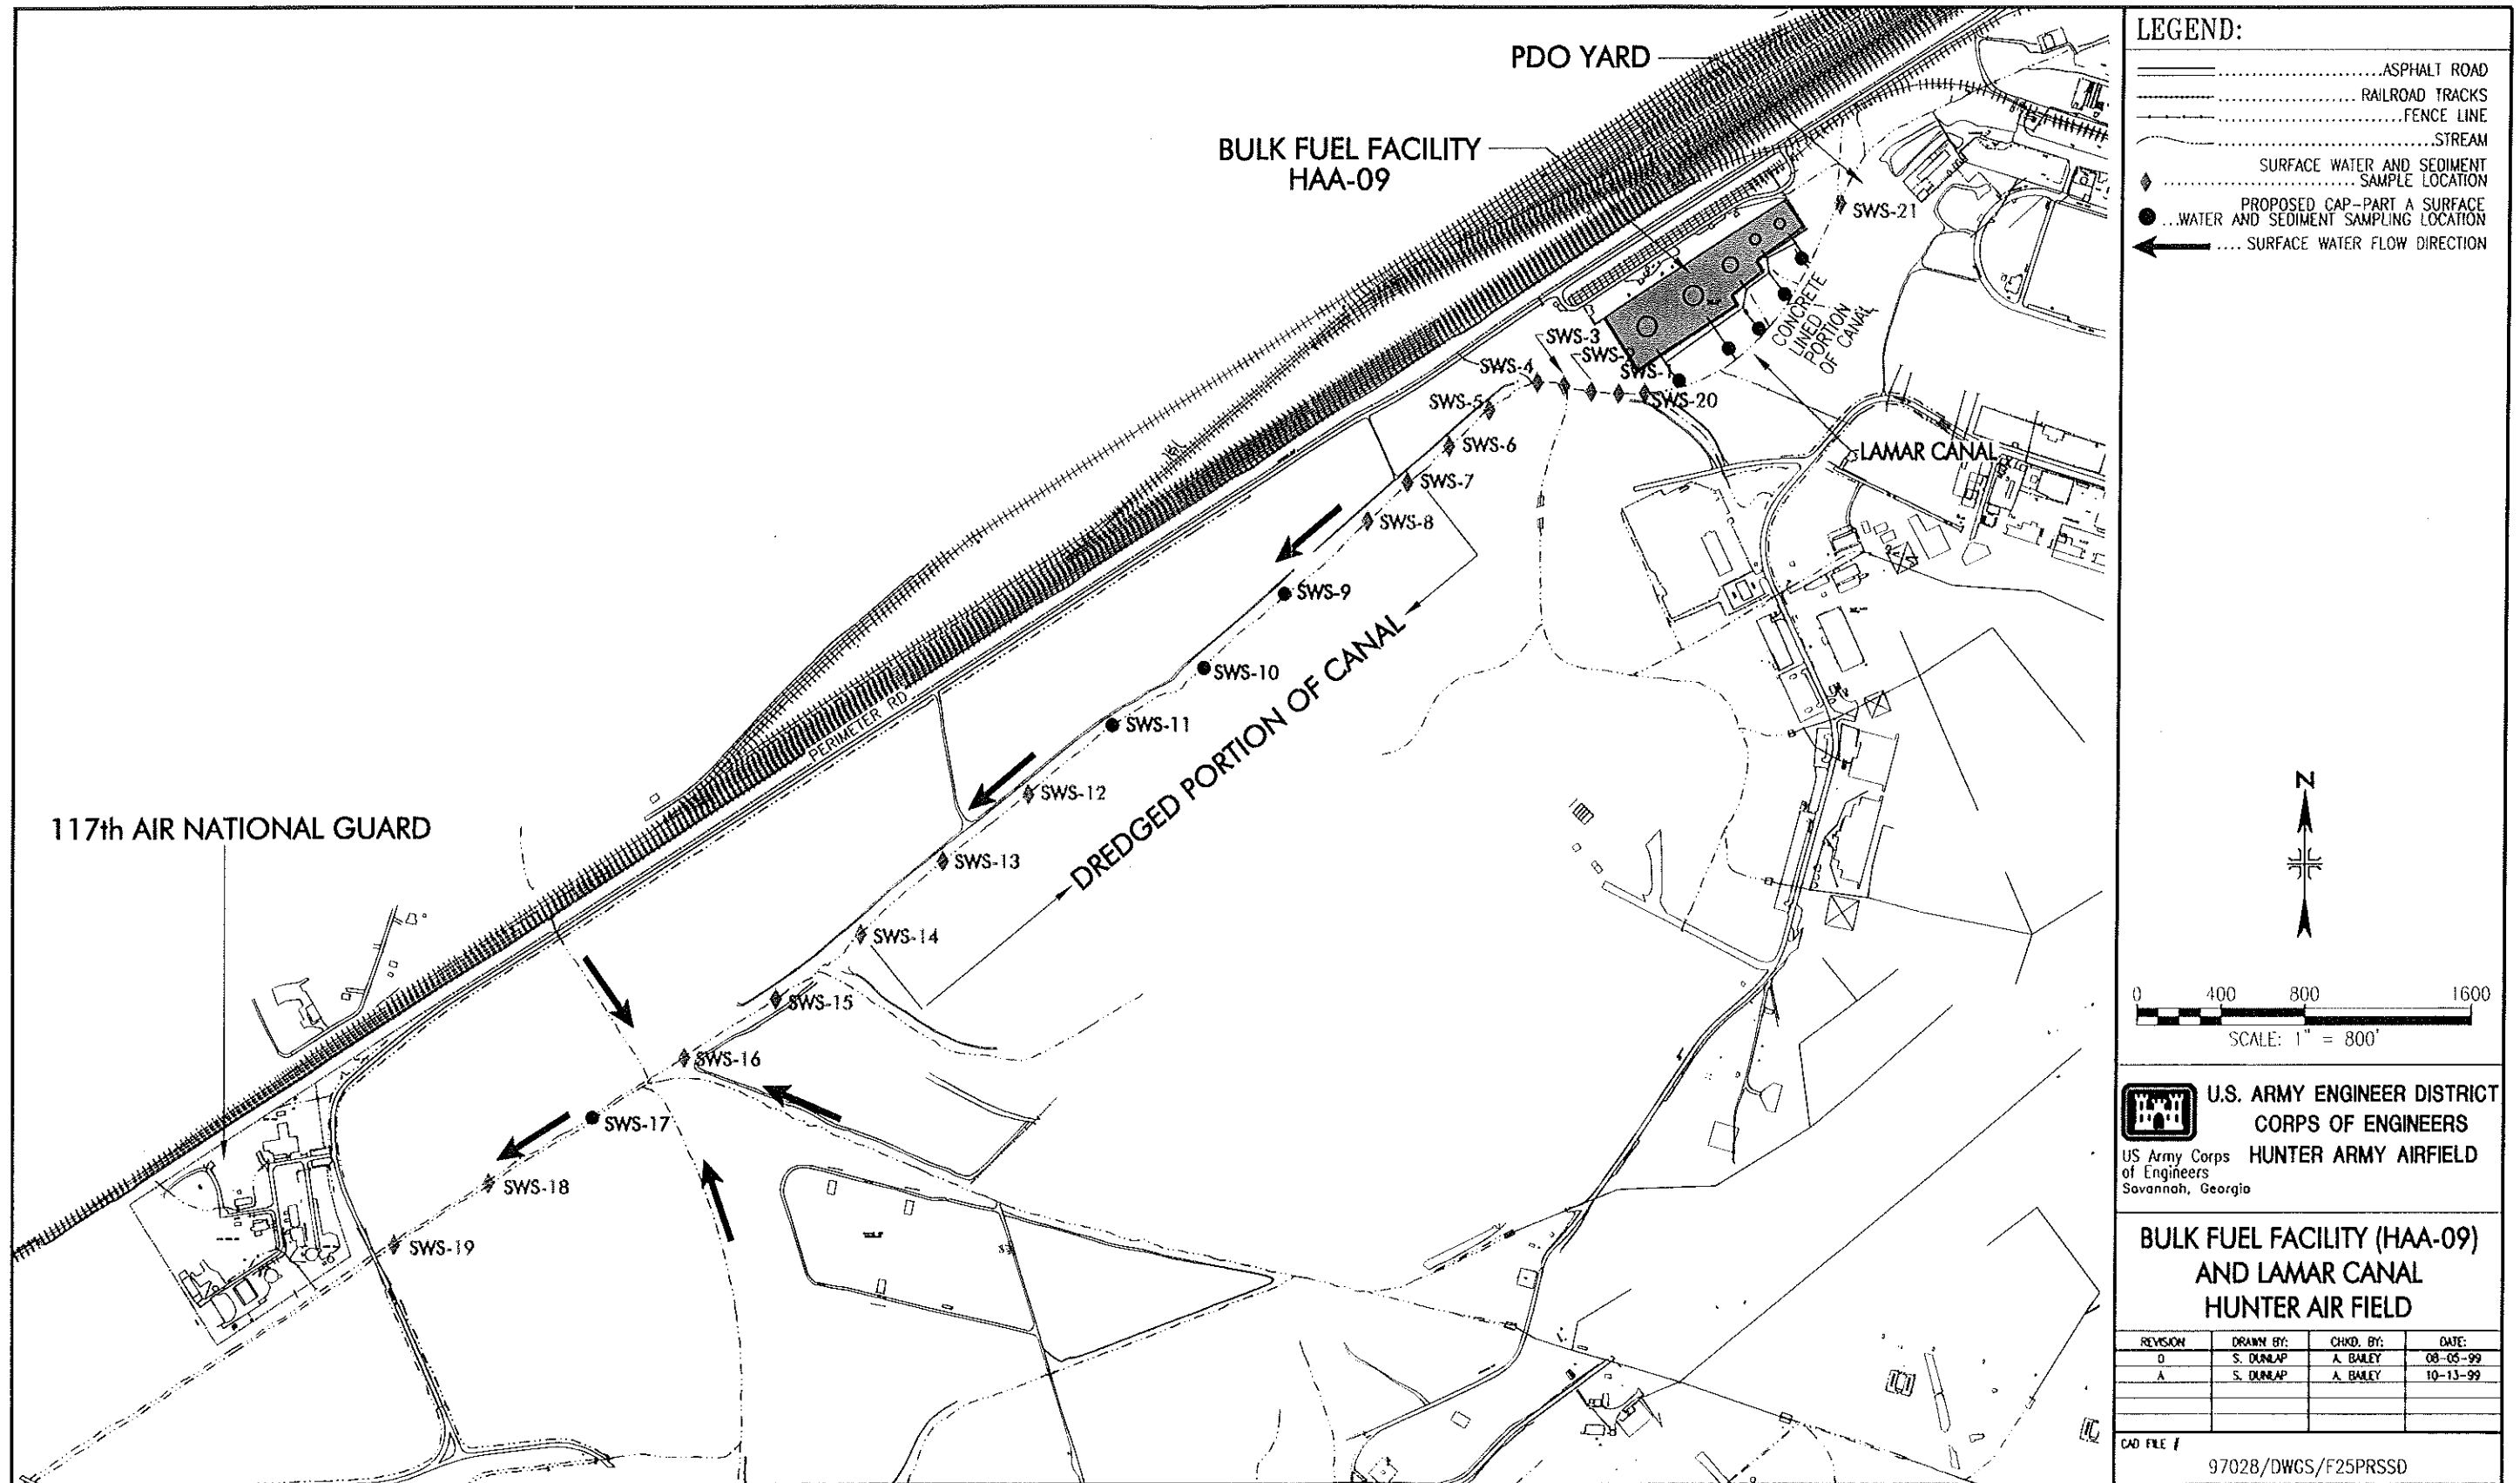 PDO YARD
BULK FUEL FACILITY
HAA-09
SWS-21
CONCRETE
LINED
PORTION
OF CANAL
SWS-3
SWS-2
SWS-1
SWS-4
SWS-20
SWS-5
SWS-6
LAMAR CANAL
SWS-7
SWS-8
SWS-9
SWS-10
SWS-11
SWS-12
SWS-13
SWS-14
SWS-15
SWS-16
SWS-17
SWS-18
SWS-19
DREDGED PORTION OF CANAL
PERIMETER RD
117th AIR NATIONAL GUARD
LEGEND:
ASPHALT ROAD
RAILROAD TRACKS
FENCE LINE
STREAM
SURFACE WATER AND SEDIMENT
SAMPLE LOCATION
PROPOSED CAP-PART A SURFACE
...WATER AND SEDIMENT SAMPLING LOCATION
.... SURFACE WATER FLOW DIRECTION
N
0 400 800 1600
SCALE: 1" = 800'
U.S. ARMY ENGINEER DISTRICT
CORPS OF ENGINEERS
HUNTER ARMY AIRFIELD
US Army Corps
of Engineers
Savannah, Georgia
BULK FUEL FACILITY (HAA-09)
AND LAMAR CANAL
HUNTER AIR FIELD
REVISION DRAWN BY: CHKD. BY: DATE:
0 S. DUNLAP A. BAILEY 08-05-99
A S. DUNLAP A. BAILEY 10-13-99
CAD FILE #
97028/DWGS/F25PRSSD